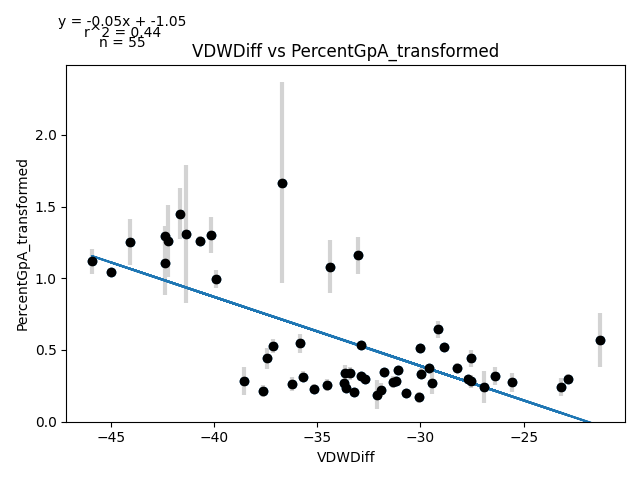 y = -0.05x + -1.05
r^2 = 0.44
n = 55
VDWDiff vs PercentGpA_transformed
PercentGpA_transformed
2.0
1.5
1.0
0.5
0.0
−45
−40
−35
−30
−25
VDWDiff